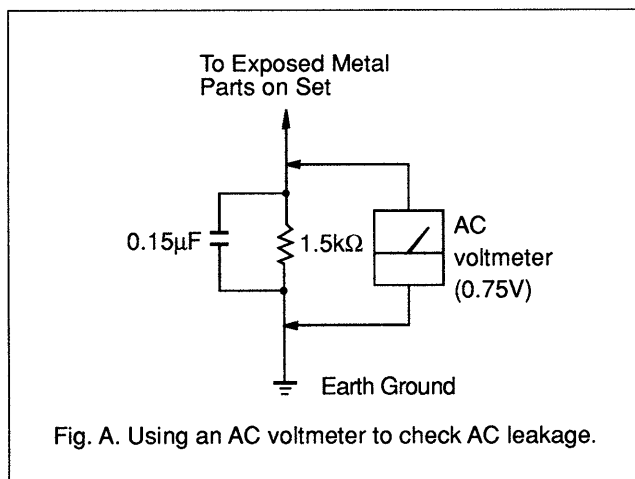 To Exposed Metal
Parts on Set
0.15µF
1.5kΩ
AC
voltmeter
(0.75V)
Earth Ground
Fig. A. Using an AC voltmeter to check AC leakage.